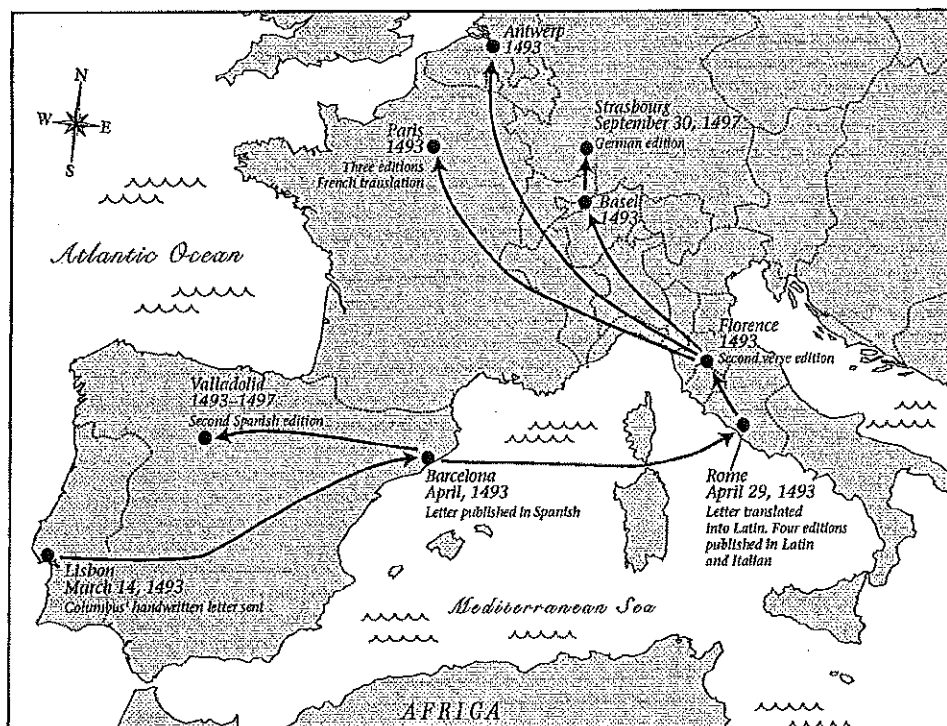 Antwerp
1493
N
W
E
S
Strasbourg
September 30, 1497
German edition
Paris
1493
Three editions
French translation
Basell
1493
Atlantic Ocean
Florence
1493
Second verse edition
Valladolid
1493–1497
Second Spanish edition
Barcelona
April, 1493
Letter published in Spanish
Rome
April 29, 1493
Letter translated
into Latin. Four editions
published in Latin
and Italian
Lisbon
March 14, 1493
Columbus' handwritten letter sent
Mediterranean Sea
AFRICA